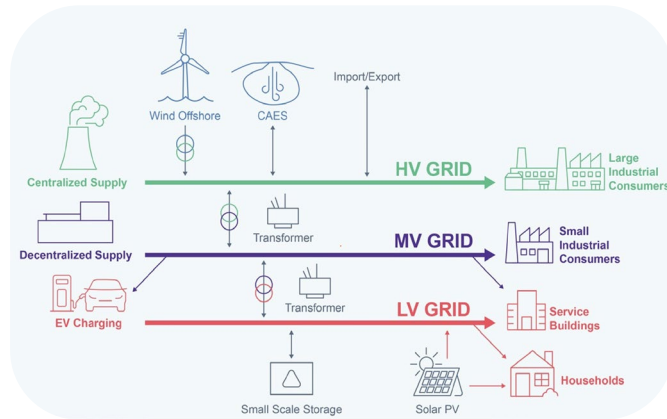 Import/Export
Wind Offshore
CAES
Centralized Supply
HV GRID
Large
Industrial
Consumers
Transformer
Decentralized Supply
MV GRID
Small
Industrial
Consumers
Transformer
EV Charging
LV GRID
Service
Buildings
Households
Small Scale Storage
Solar PV